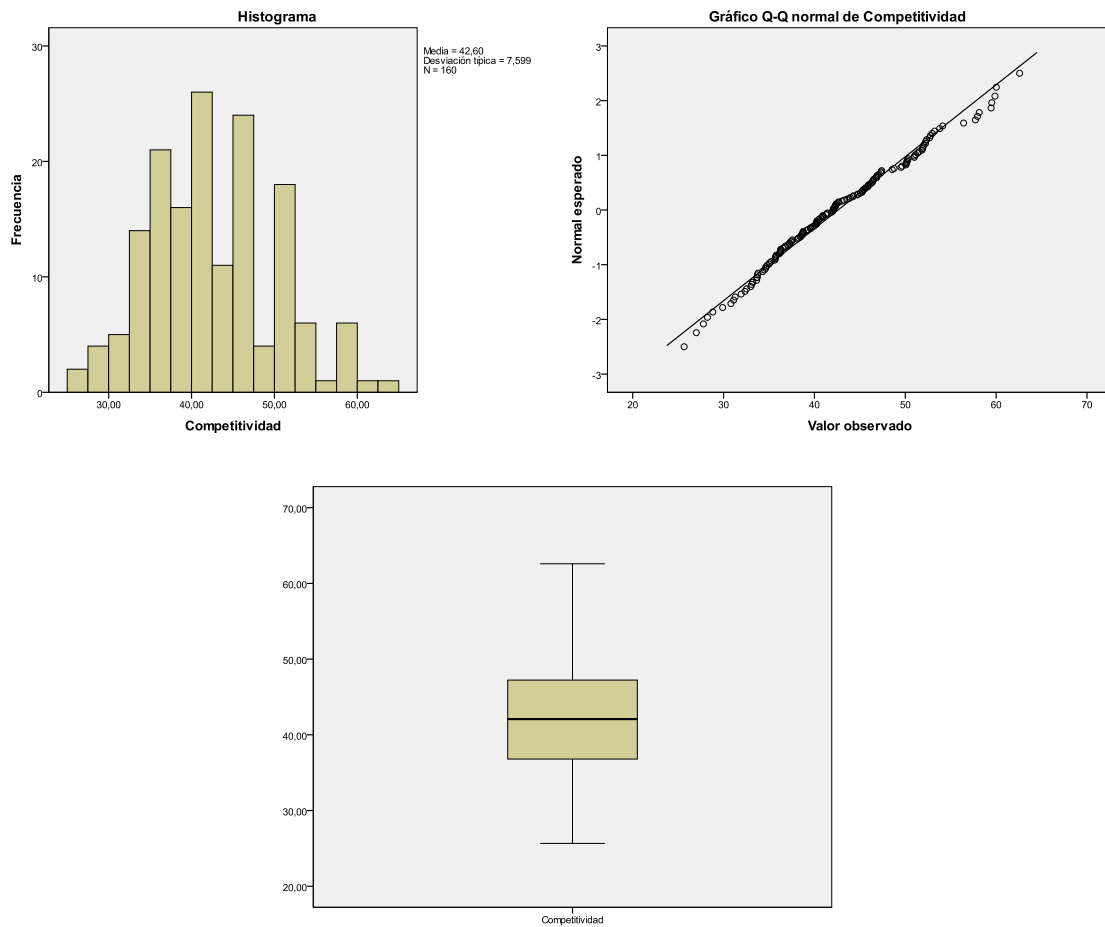 Histograma
Media = 42,60
Desviación típica = 7,599
N = 160
Frecuencia
30
20
10
0
30,00 40,00 50,00 60,00
Competitividad
Gráfico Q-Q normal de Competitividad
Normal esperado
3
2
1
0
-1
-2
-3
20 30 40 50 60 70
Valor observado
70,00
60,00
50,00
40,00
30,00
20,00
Competitividad